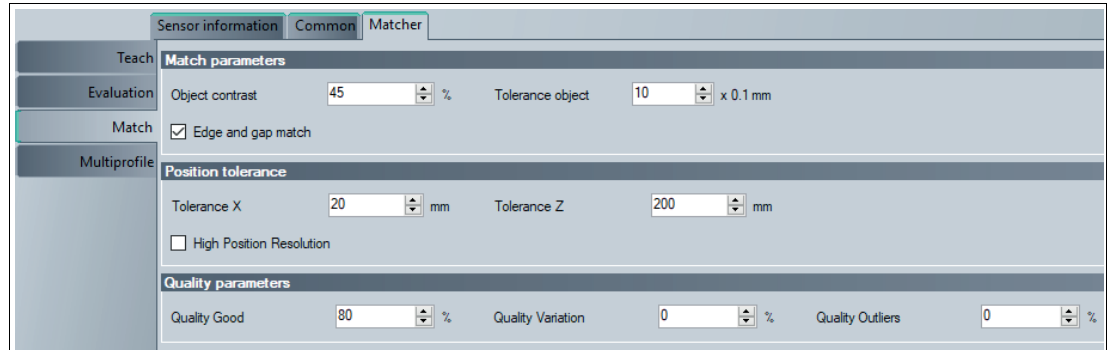 Sensor information Common Matcher
Teach
Evaluation
Match
Multiprofile
Match parameters
Object contrast 45 % Tolerance object 10 x 0.1 mm
Edge and gap match
Position tolerance
Tolerance X 20 mm Tolerance Z 200 mm
High Position Resolution
Quality parameters
Quality Good 80 % Quality Variation 0 % Quality Outliers 0 %